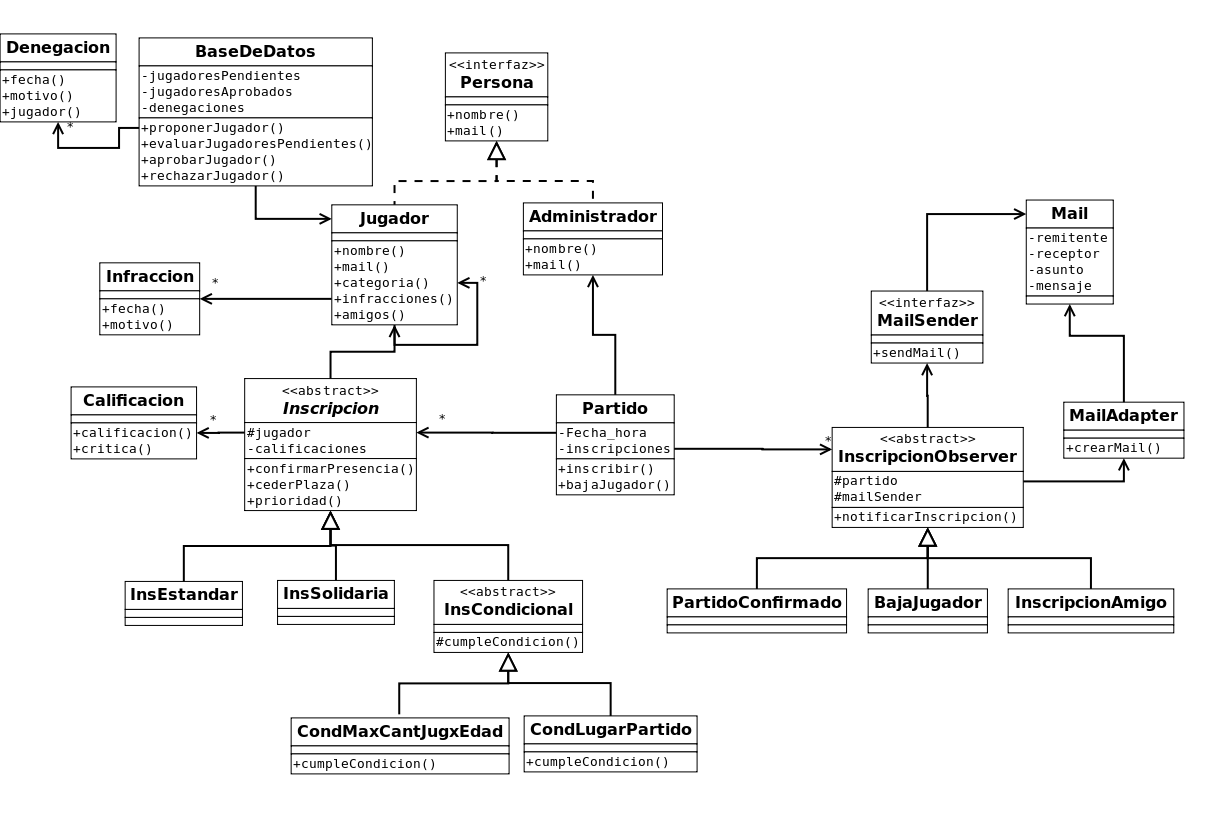 Denegacion
+fecha()
+motivo()
+jugador()
*
BaseDeDatos
-jugadoresPendientes
-jugadoresAprobados
-denegaciones
+proponerJugador()
+evaluarJugadoresPendientes()
+aprobarJugador()
+rechazarJugador()
<<interfaz>>
Persona
+nombre()
+mail()
Jugador
+nombre()
+mail()
+categoria()
+infracciones()
+amigos()
*
Administrador
+nombre()
+mail()
Mail
-remitente
-receptor
-asunto
-mensaje
Infraccion
+fecha()
+motivo()
*
<<interfaz>>
MailSender
+sendMail()
Calificacion
+calificacion()
+critica()
*
<<abstract>>
Inscripcion
#jugador
-calificaciones
+confirmarPresencia()
+cederPlaza()
+prioridad()
*
Partido
-Fecha_hora
-inscripciones
+inscribir()
+bajaJugador()
*
<<abstract>>
InscripcionObserver
#partido
#mailSender
+notificarInscripcion()
MailAdapter
+crearMail()
InsEstandar
InsSolidaria
<<abstract>>
InsCondicional
#cumpleCondicion()
PartidoConfirmado
BajaJugador
InscripcionAmigo
CondMaxCantJugxEdad
+cumpleCondicion()
CondLugarPartido
+cumpleCondicion()